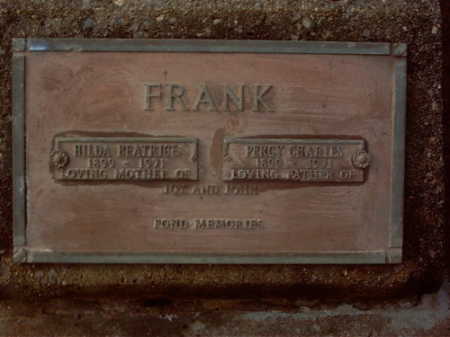 FRANK
HILDA BEATRICE
LOVING MOTHER OF
PERCY CHARLES
LOVING FATHER OF
JOY AND JOHN
FOND MEMORIES